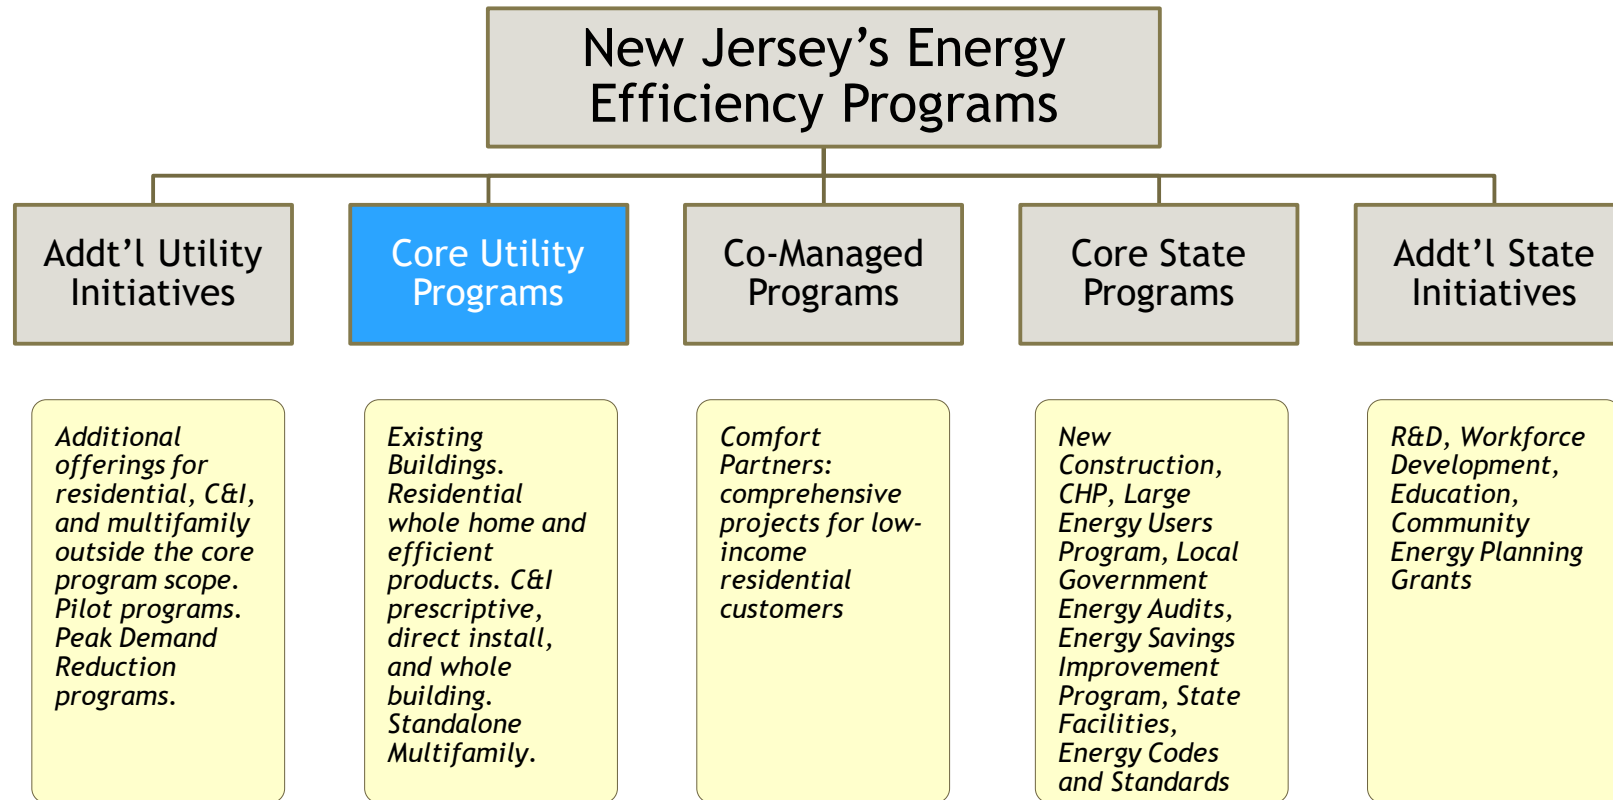 New Jersey’s Energy
Efficiency Programs
Addt’l Utility
Initiatives
Core Utility
Programs
Co-Managed
Programs
Core State
Programs
Addt’l State
Initiatives
Additional
offerings for
residential, C&I,
and multifamily
outside the core
program scope.
Pilot programs.
Peak Demand
Reduction
programs.
Existing
Buildings.
Residential
whole home and
efficient
products. C&I
prescriptive,
direct install,
and whole
building.
Standalone
Multifamily.
Comfort
Partners:
comprehensive
projects for low-
income
residential
customers
New
Construction,
CHP, Large
Energy Users
Program, Local
Government
Energy Audits,
Energy Savings
Improvement
Program, State
Facilities,
Energy Codes
and Standards
R&D, Workforce
Development,
Education,
Community
Energy Planning
Grants